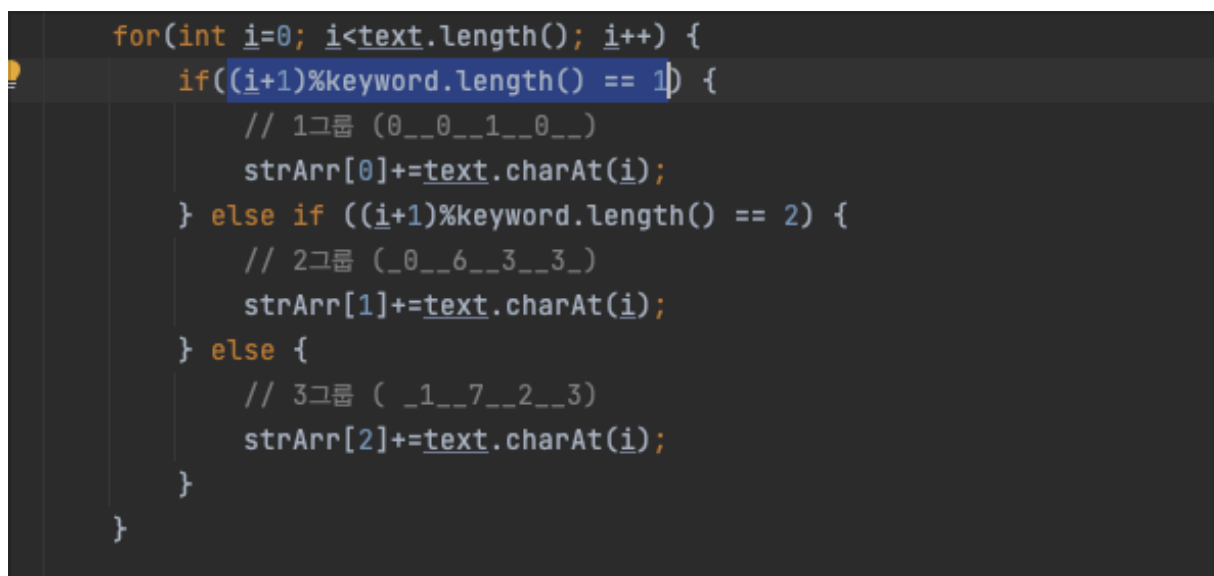 for(int i=0; i<text.length(); i++) {
if((i+1)%keyword.length() == 1) {
// 1그룹 (0__0__1__0__)
strArr[0]+=text.charAt(i);
} else if ((i+1)%keyword.length() == 2) {
// 2그룹 (_0__6__3__3_)
strArr[1]+=text.charAt(i);
} else {
// 3그룹 ( _1__7__2__3)
strArr[2]+=text.charAt(i);
}
}